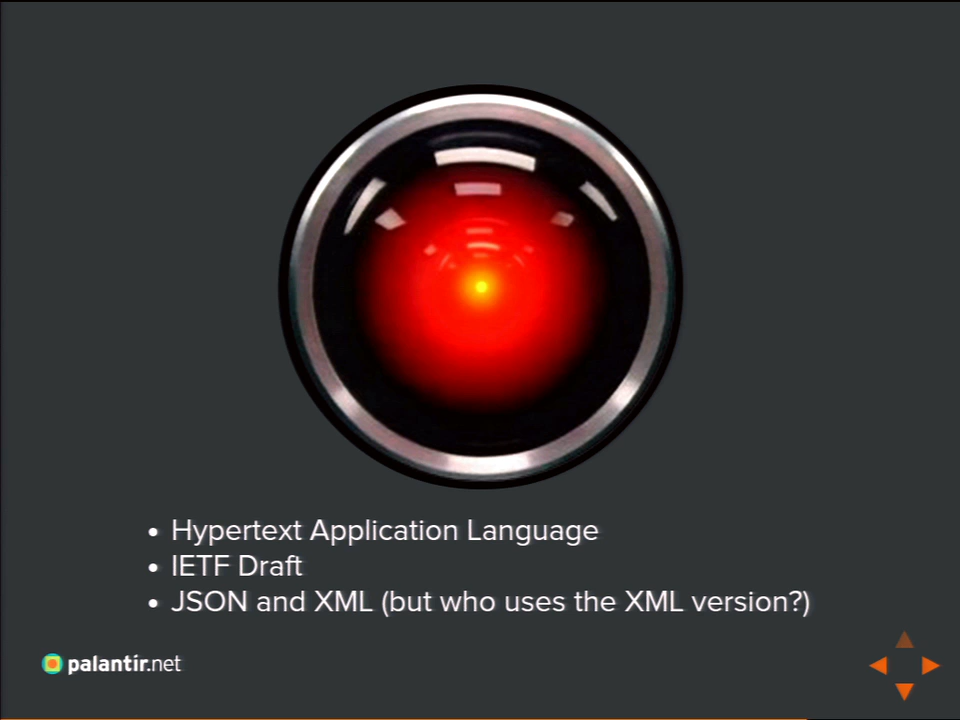 Hypertext Application Language
IETF Draft
JSON and XML (but who uses the XML version?)
palantir.net